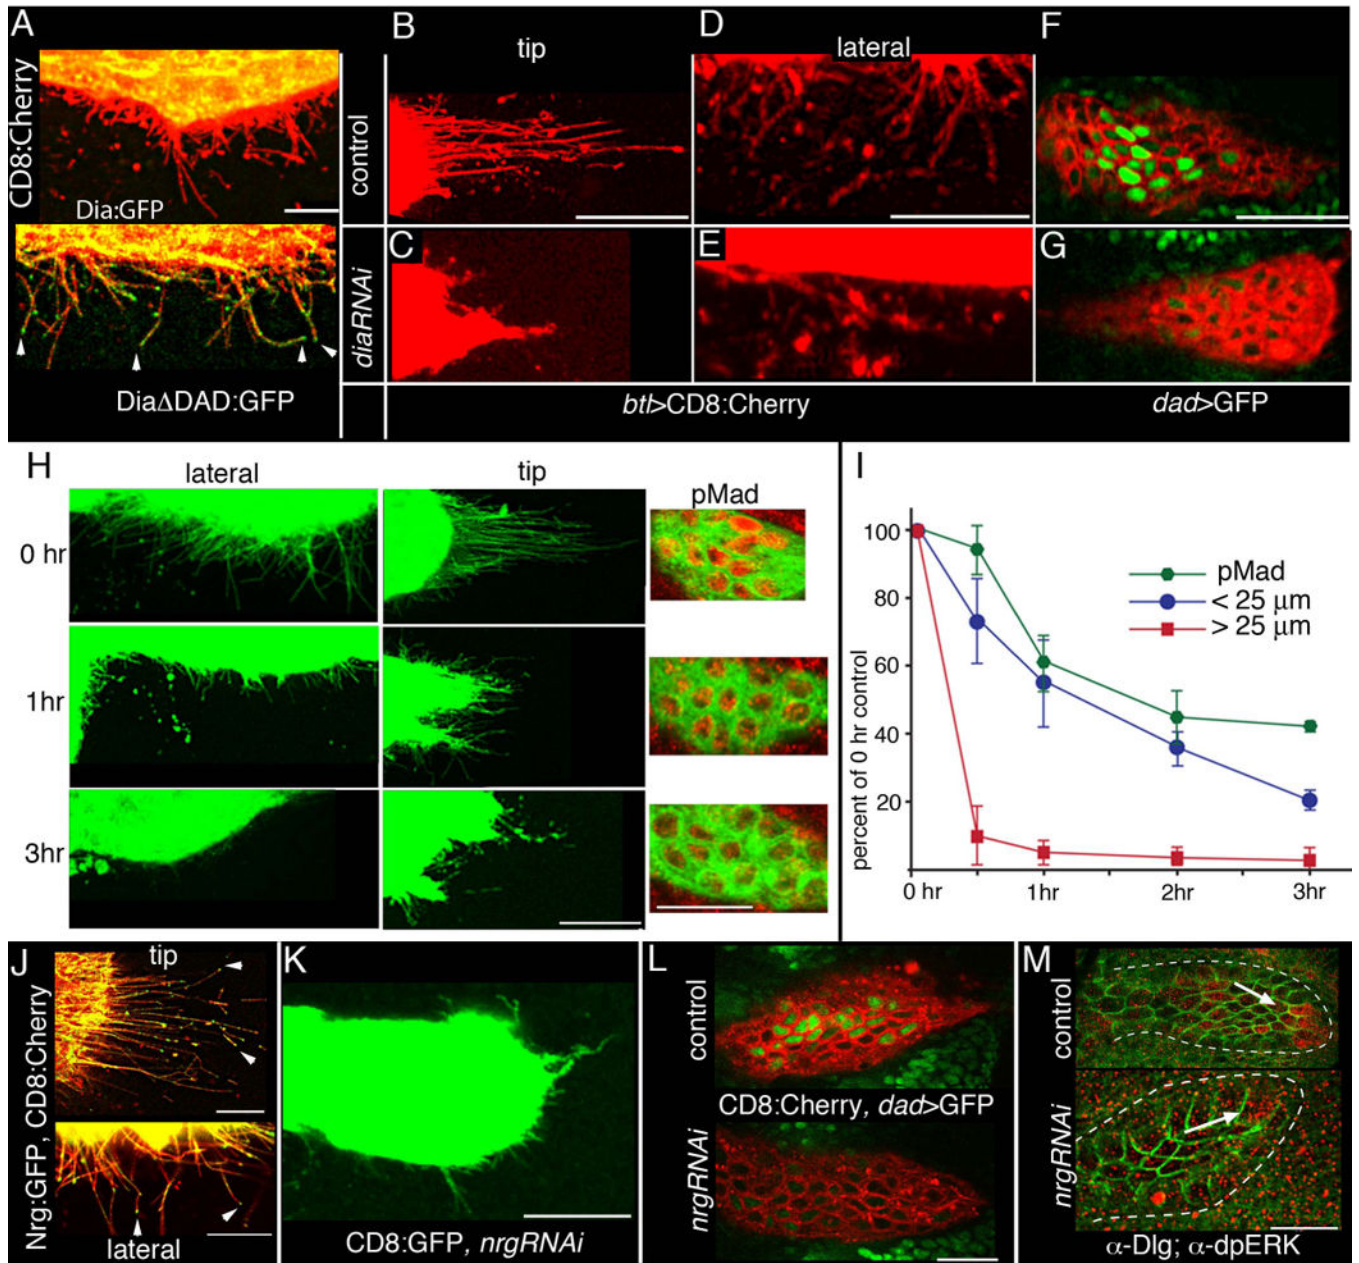 A
B
D
F
CD8:Cherry
tip
lateral
control
Dia:GFP
C
E
G
diaRNAi
DiaΔDAD:GFP
btl>CD8:Cherry
dad>GFP
H
lateral
tip
pMad
0 hr
1hr
3hr
I
percent of 0 hr control
100
80
60
40
20
pMad
< 25 µm
> 25 µm
0 hr
1hr
2hr
3hr
J
tip
Nrg:GFP, CD8:Cherry
lateral
K
CD8:GFP, nrgRNAi
L
control
CD8:Cherry, dad>GFP
nrgRNAi
M
control
nrgRNAi
α-Dlg; α-dpERK